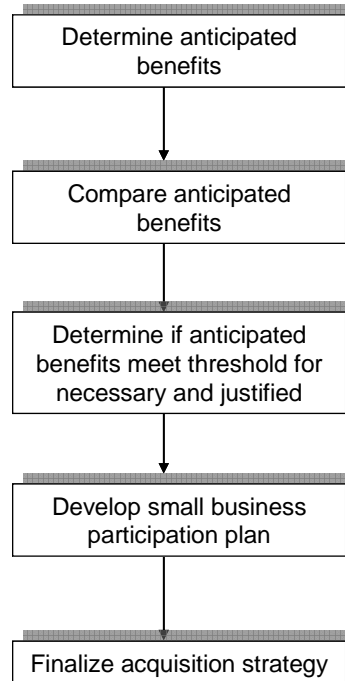 Determine anticipated
benefits
Compare anticipated
benefits
Determine if anticipated
benefits meet threshold for
necessary and justified
Develop small business
participation plan
Finalize acquisition strategy